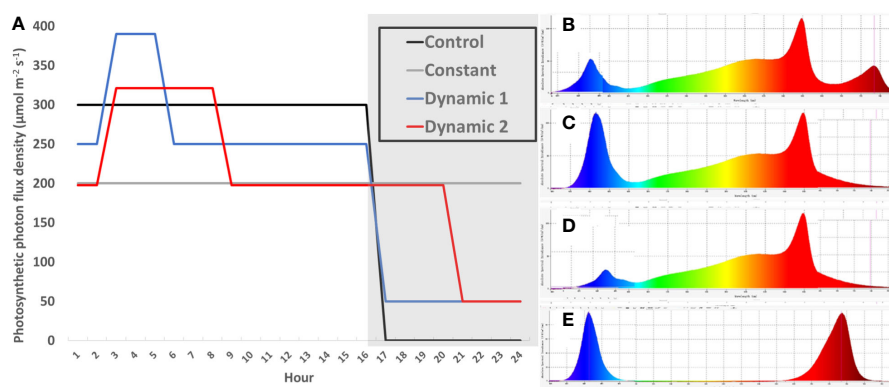 A
Photosynthetic photon flux density (µmol m⁻² s⁻¹)
400
350
300
250
200
150
100
50
0
1 2 3 4 5 6 7 8 9 10 11 12 13 14 15 16 17 18 19 20 21 22 23 24
Hour
Control
Constant
Dynamic 1
Dynamic 2
B
C
D
E